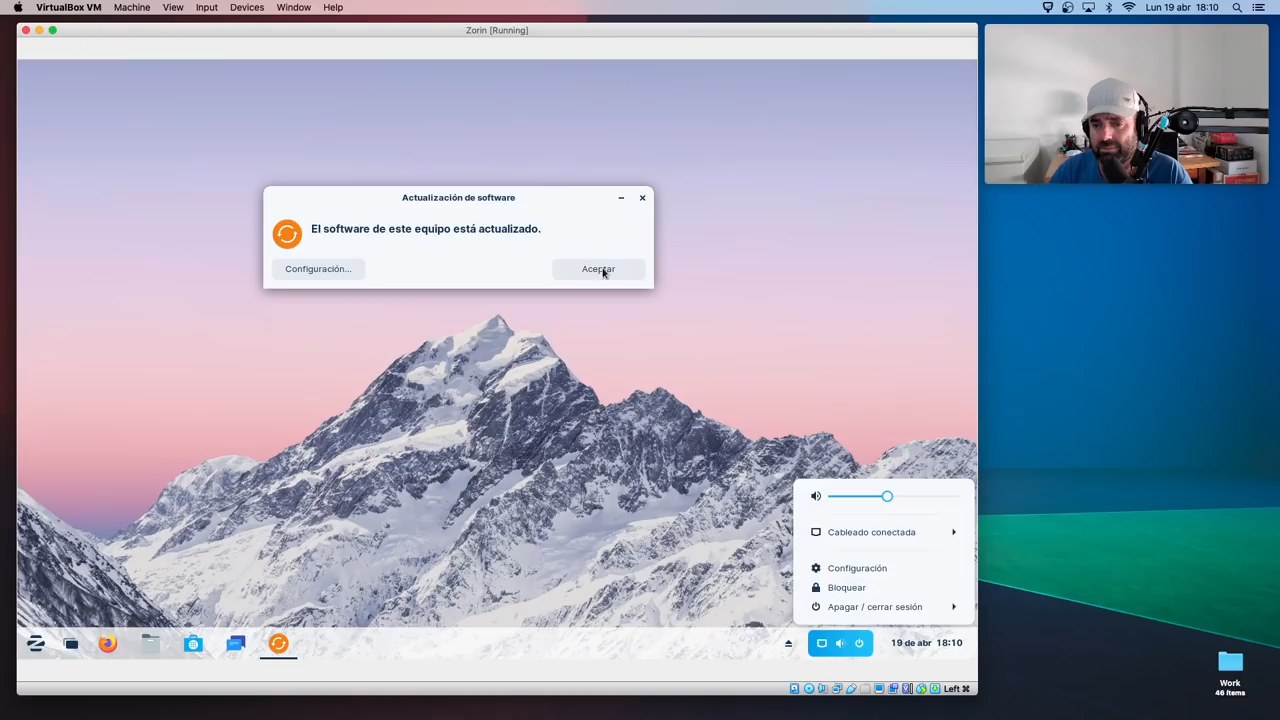 VirtualBox VM Machine View Input Devices Window Help
Lun 19 abr 18:10
Zorin [Running]
Actualización de software
El software de este equipo está actualizado.
Configuración...
Aceptar
Cableado conectada
Configuración
Bloquear
Apagar / cerrar sesión
19 de abr 18:10
Left ⌘
Work
46 items